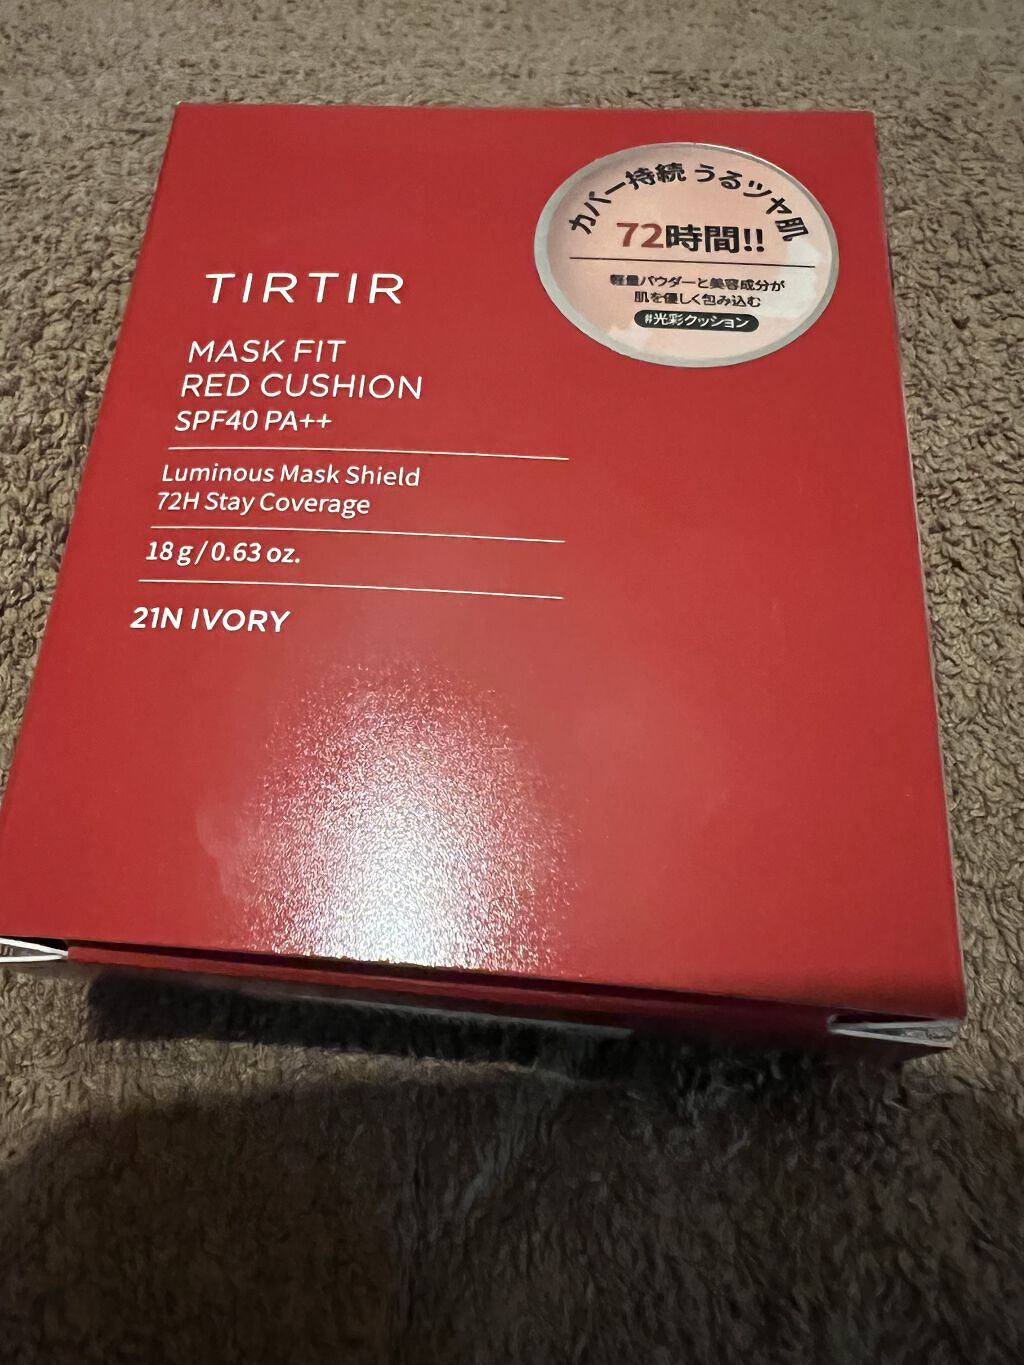 カバー持続 うるツヤ肌
72時間!!
軽量パウダーと美容成分が
肌を優しく包み込む
#光彩クッション
TIRTIR
MASK FIT
RED CUSHION
SPF40 PA++
Luminous Mask Shield
72H Stay Coverage
18 g / 0.63 oz.
21N IVORY